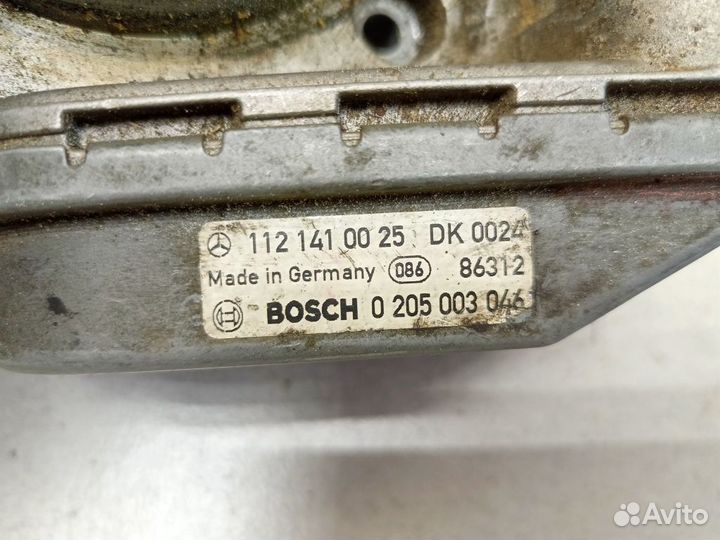 112 141 00 25 DK 0024
Made in Germany 086 86312
BOSCH 0 205 003 046
Avito